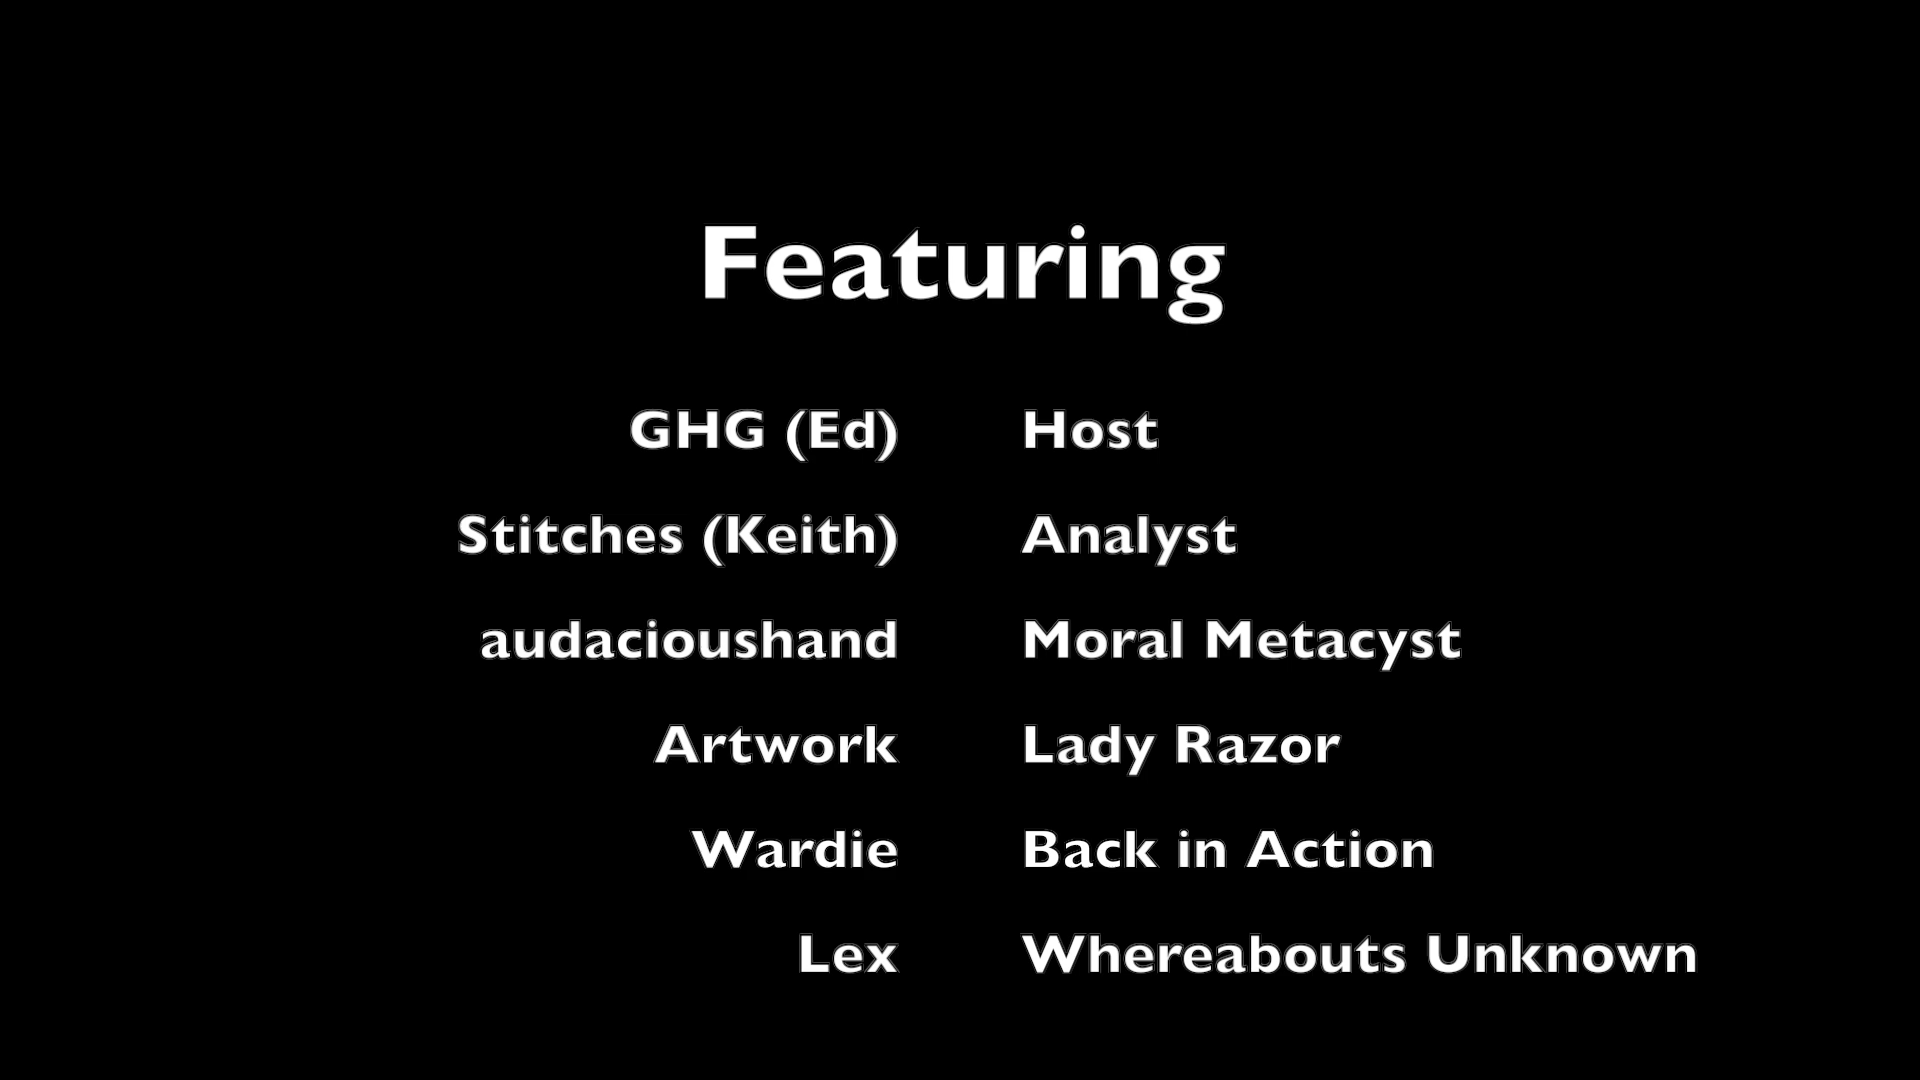 Featuring
GHG (Ed) Host
Stitches (Keith) Analyst
audacioushand Moral Metacyst
Artwork Lady Razor
Wardie Back in Action
Lex Whereabouts Unknown